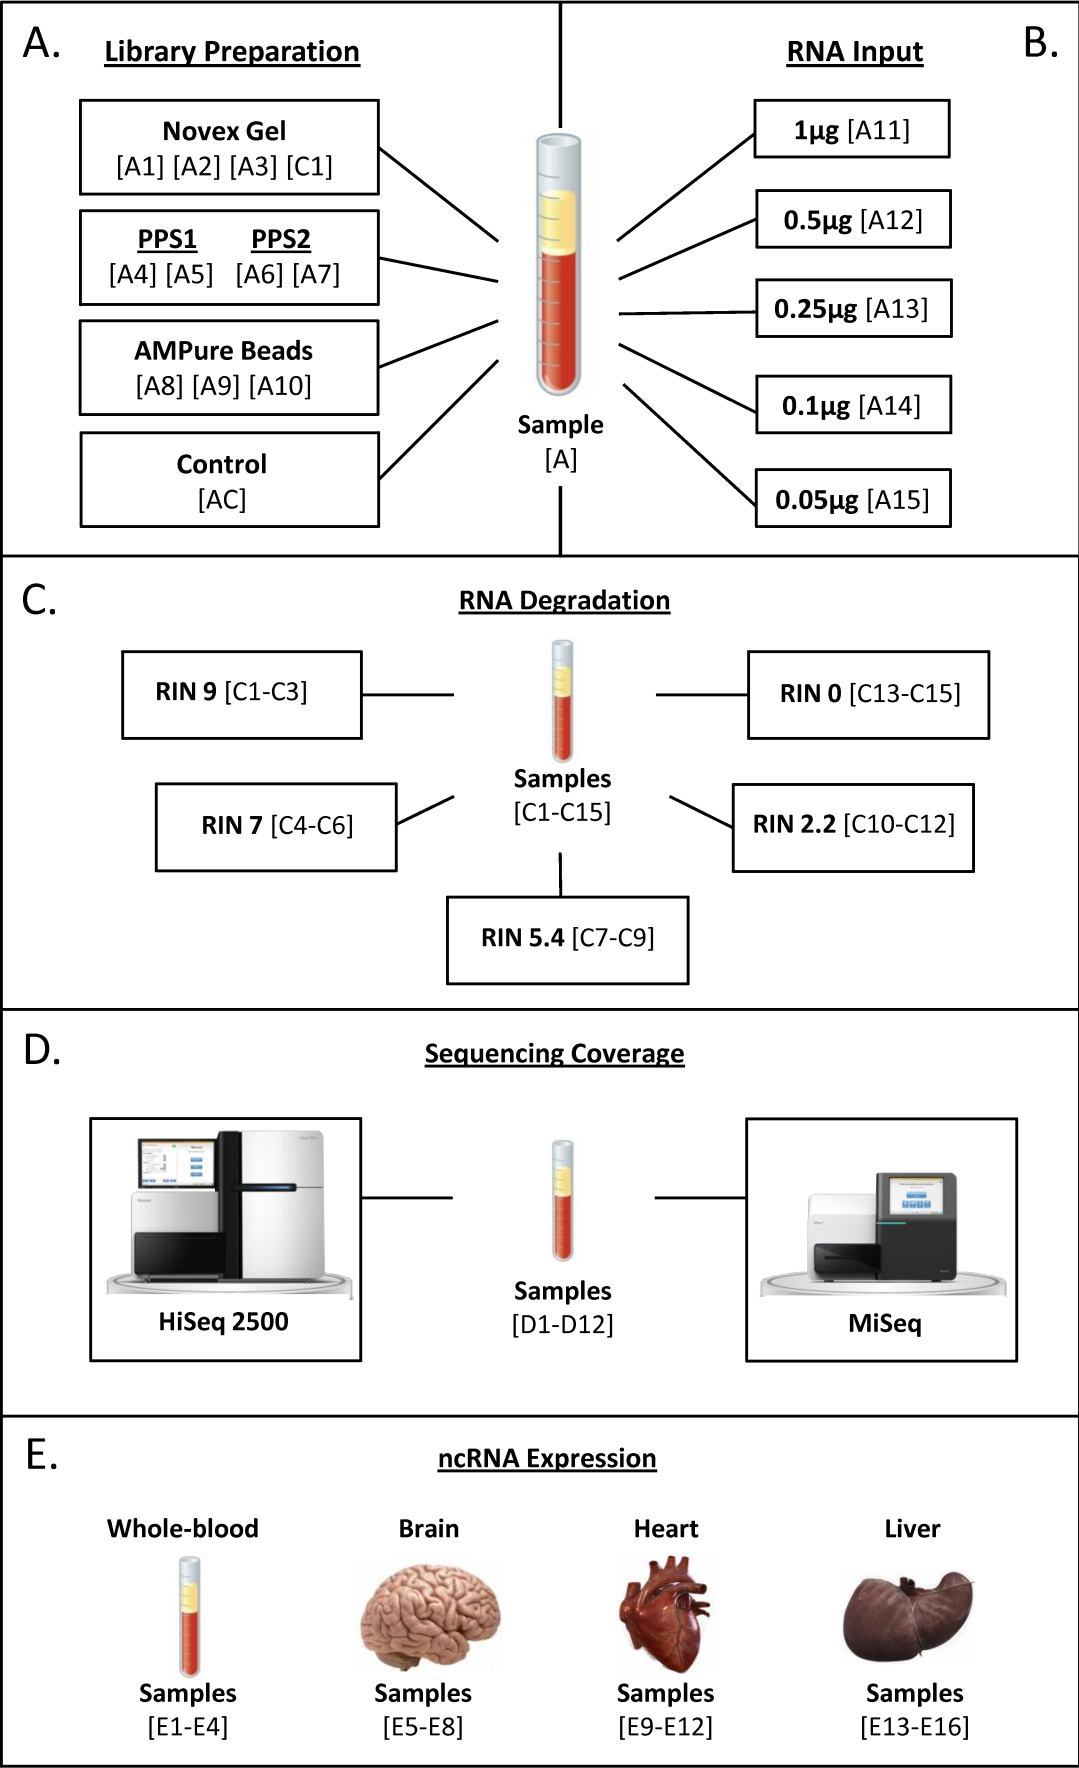 A.
Library Preparation
Novex Gel
[A1] [A2] [A3] [C1]
PPS1 PPS2
[A4] [A5] [A6] [A7]
AMPure Beads
[A8] [A9] [A10]
Control
[AC]
Sample
[A]
B.
RNA Input
1µg [A11]
0.5µg [A12]
0.25µg [A13]
0.1µg [A14]
0.05µg [A15]
C.
RNA Degradation
RIN 9 [C1-C3]
RIN 0 [C13-C15]
Samples
[C1-C15]
RIN 7 [C4-C6]
RIN 2.2 [C10-C12]
RIN 5.4 [C7-C9]
D.
Sequencing Coverage
HiSeq 2500
Samples
[D1-D12]
MiSeq
E.
ncRNA Expression
Whole-blood
Brain
Heart
Liver
Samples
[E1-E4]
Samples
[E5-E8]
Samples
[E9-E12]
Samples
[E13-E16]